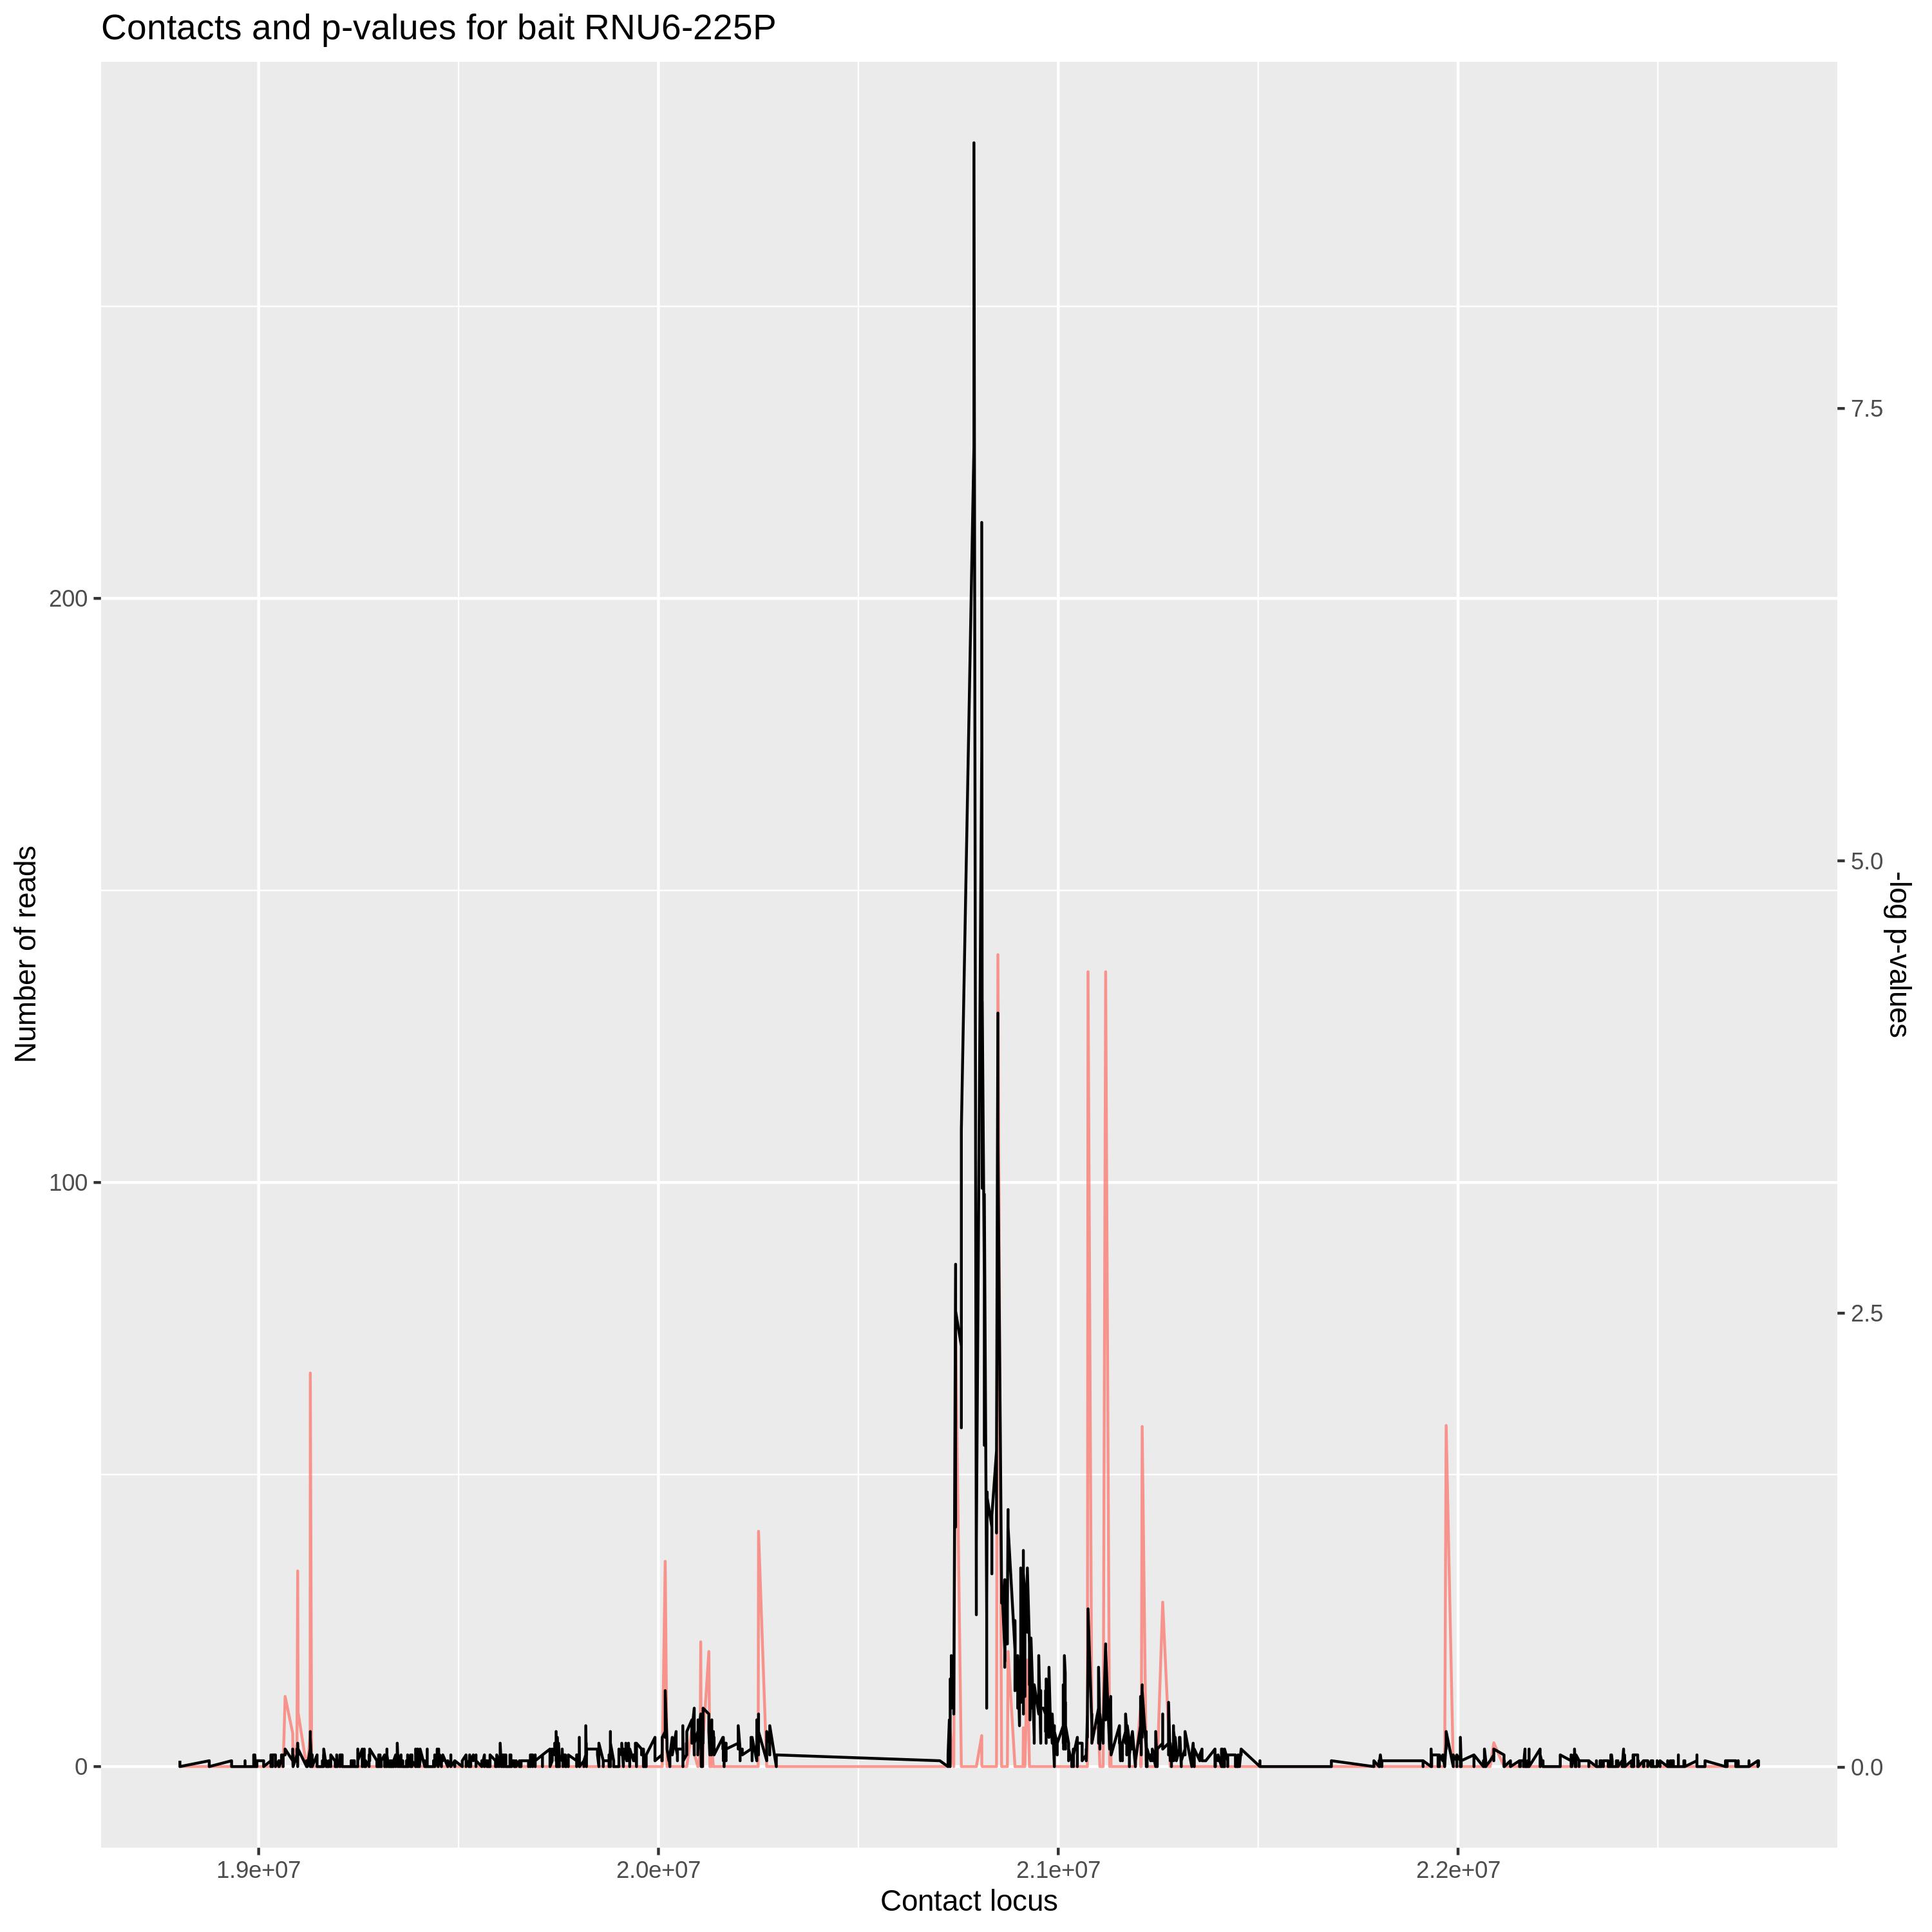 Contacts and p-values for bait RNU6-225P
Number of reads
200
100
0
7.5
5.0
2.5
0.0
-log p-values
1.9e+07
2.0e+07
2.1e+07
2.2e+07
Contact locus